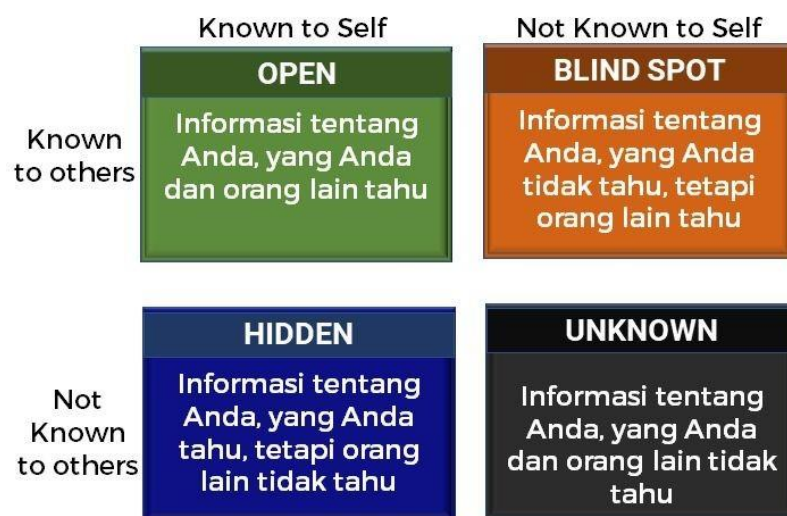 Known to Self
Not Known to Self
Known
to others
OPEN
Informasi tentang
Anda, yang Anda
dan orang lain tahu
BLIND SPOT
Informasi tentang
Anda, yang Anda
tidak tahu, tetapi
orang lain tahu
Not
Known
to others
HIDDEN
Informasi tentang
Anda, yang Anda
tahu, tetapi orang
lain tidak tahu
UNKNOWN
Informasi tentang
Anda, yang Anda
dan orang lain tidak
tahu